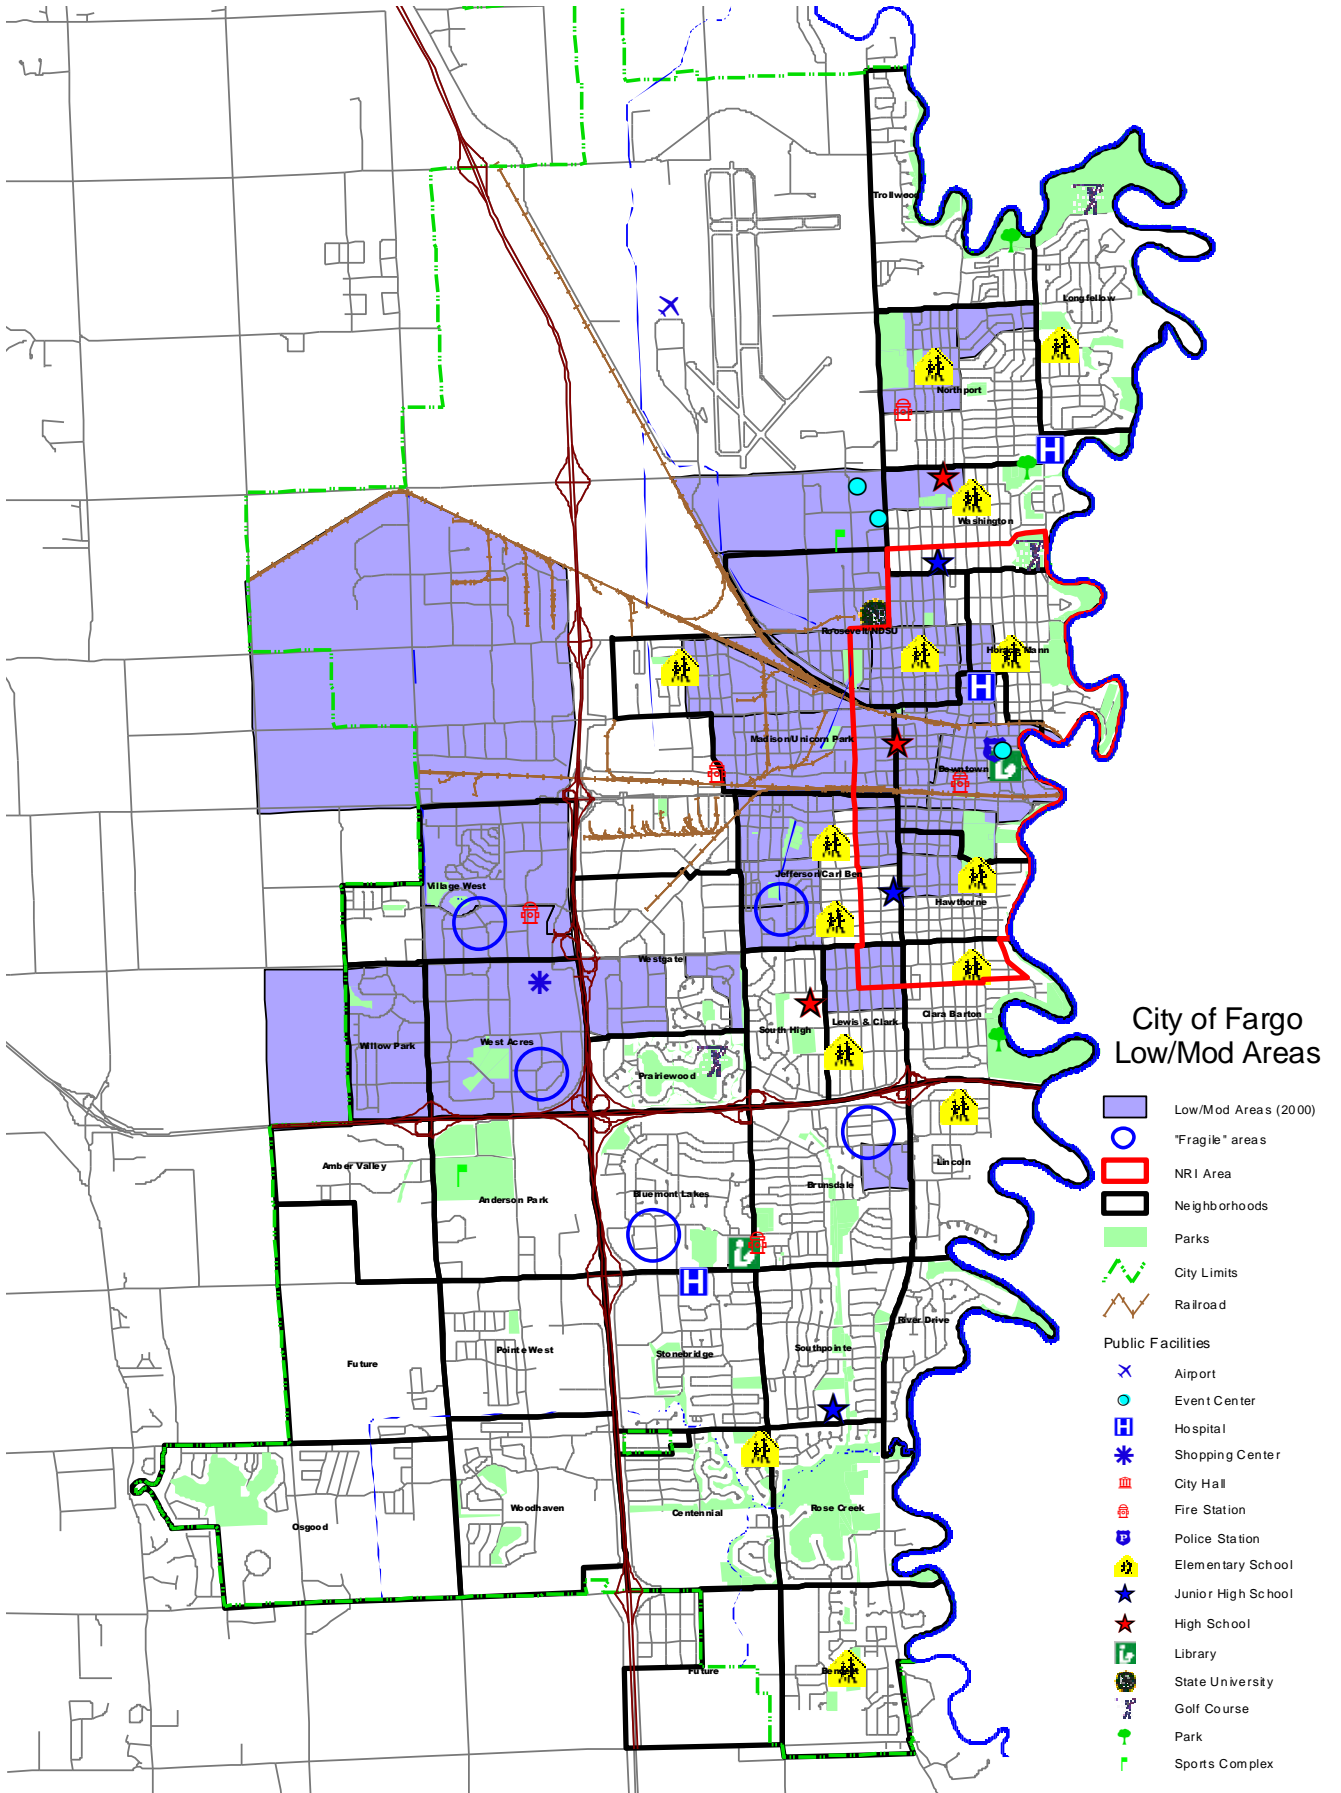 Trollwood
Longfellow
Northport
H
Washington
Roosevelt/NDSU
Horace Mann
H
Madison/Unicorn Park
Downtown
Jefferson/Carl Ben
Village West
Hawthorne
Westgate
Clara Barton
South High
Lewis & Clark
West Acres
Willow Park
Prairiewood
City of Fargo
Low/Mod Areas
Low/Mod Areas (2000)
"Fragile" areas
NRI Area
Neighborhoods
Parks
City Limits
Railroad
Public Facilities
Airport
Event Center
H Hospital
Shopping Center
City Hall
Fire Station
P Police Station
Elementary School
Junior High School
High School
Library
State University
Golf Course
Park
Sports Complex
Lincoln
Amber Valley
Brunsdale
Bluemont Lakes
Anderson Park
H
River Drive
Southpointe
Pointe West
Stonebridge
Future
Woodhaven
Centennial
Rose Creek
Osgood
Future